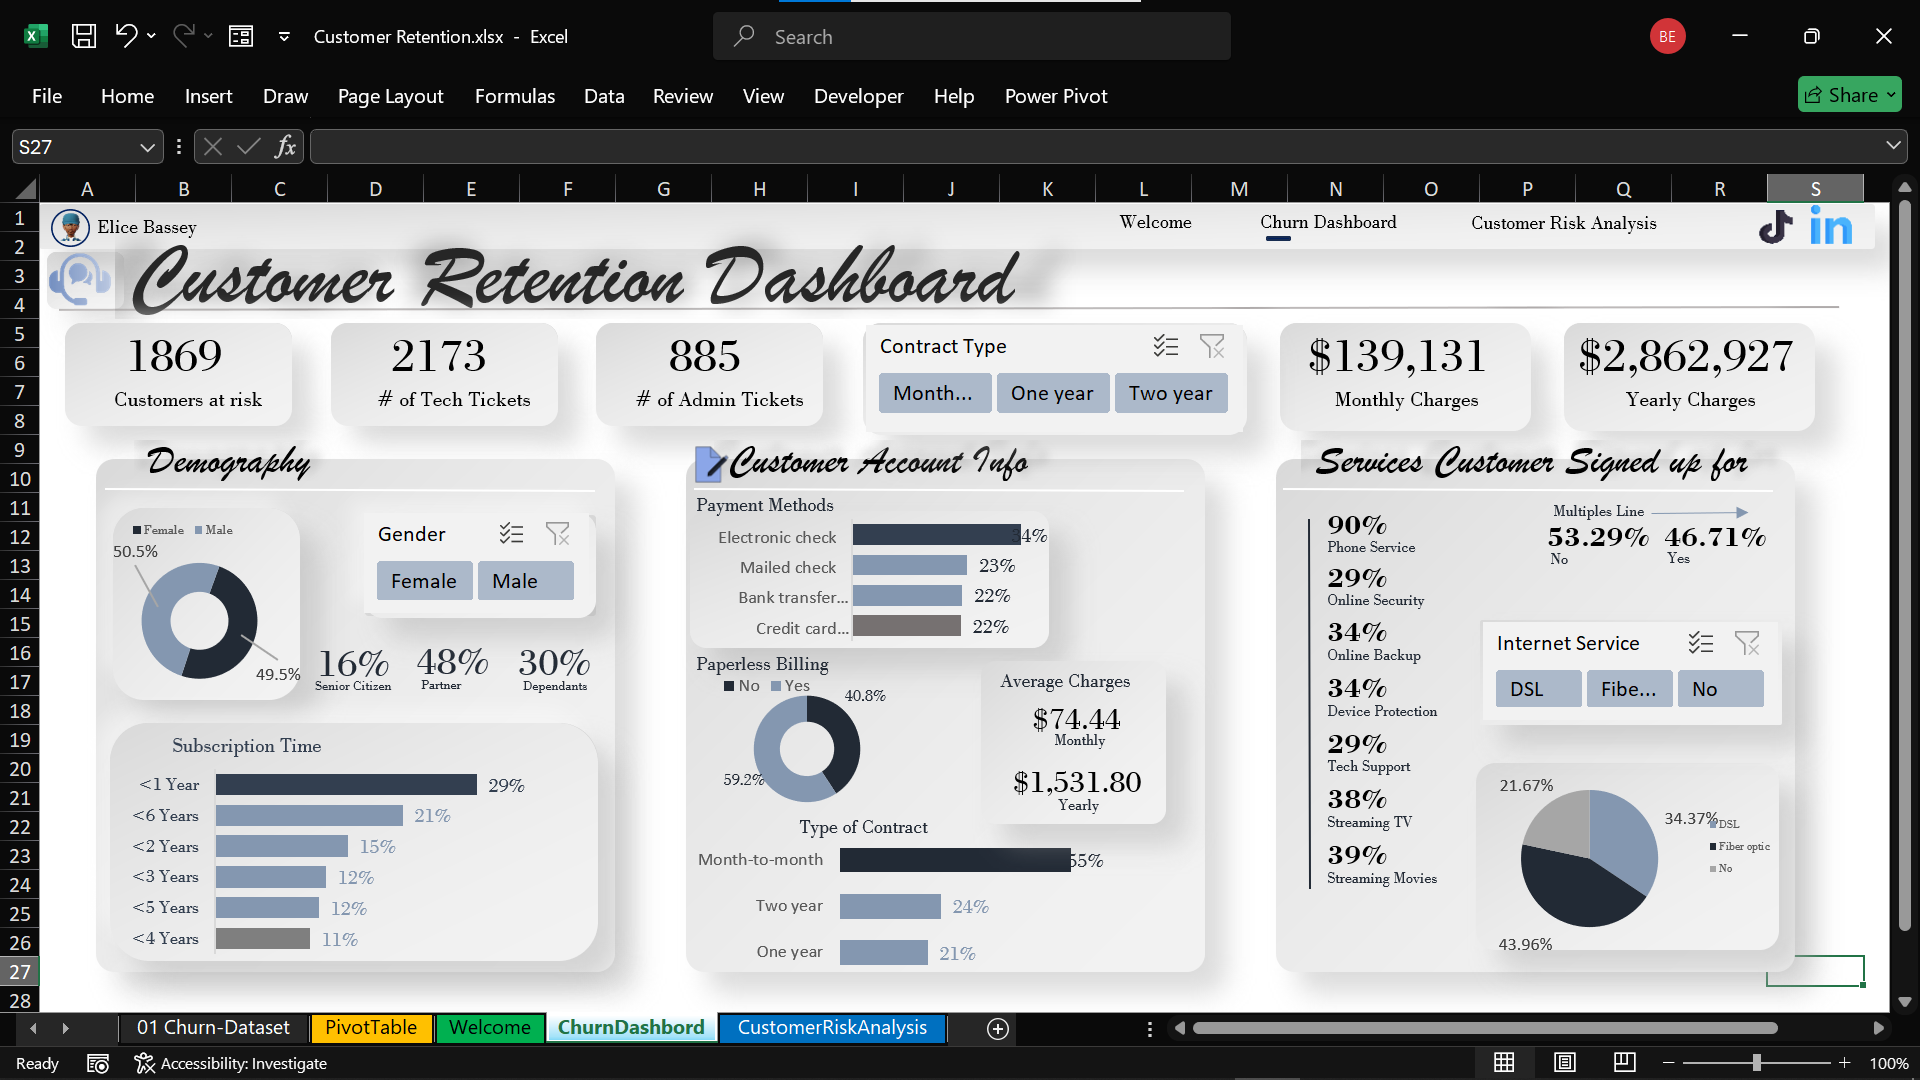 Customer Retention.xlsx - Excel
Search
BE
File Home Insert Draw Page Layout Formulas Data Review View Developer Help Power Pivot
Share
S27
fx
A B C D E F G H I J K L M N O P Q R S
1
2
3
4
5
6
7
8
9
10
11
12
13
14
15
16
17
18
19
20
21
22
23
24
25
26
27
28
Elice Bassey
Welcome Churn Dashboard Customer Risk Analysis
in
Customer Retention Dashboard
1869
Customers at risk
2173
# of Tech Tickets
885
# of Admin Tickets
Contract Type
Month... One year Two year
$139,131
Monthly Charges
$2,862,927
Yearly Charges
Demography
Female Male
50.5%
49.5%
Gender
Female Male
16%
Senior Citizen
48%
Partner
30%
Dependants
Subscription Time
<1 Year 29%
<6 Years 21%
<2 Years 15%
<3 Years 12%
<5 Years 12%
<4 Years 11%
Customer Account Info
Payment Methods
Electronic check 34%
Mailed check 23%
Bank transfer... 22%
Credit card... 22%
Paperless Billing
No Yes
40.8%
59.2%
Average Charges
$74.44
Monthly
$1,531.80
Yearly
Type of Contract
Month-to-month 55%
Two year 24%
One year 21%
Services Customer Signed up for
90%
Phone Service
29%
Online Security
34%
Online Backup
34%
Device Protection
29%
Tech Support
38%
Streaming TV
39%
Streaming Movies
Multiples Line
53.29% 46.71%
No Yes
Internet Service
DSL Fibe... No
21.67%
34.37%
43.96%
DSL
Fiber optic
No
01 Churn-Dataset PivotTable Welcome ChurnDashbord CustomerRiskAnalysis
Ready Accessibility: Investigate 100%